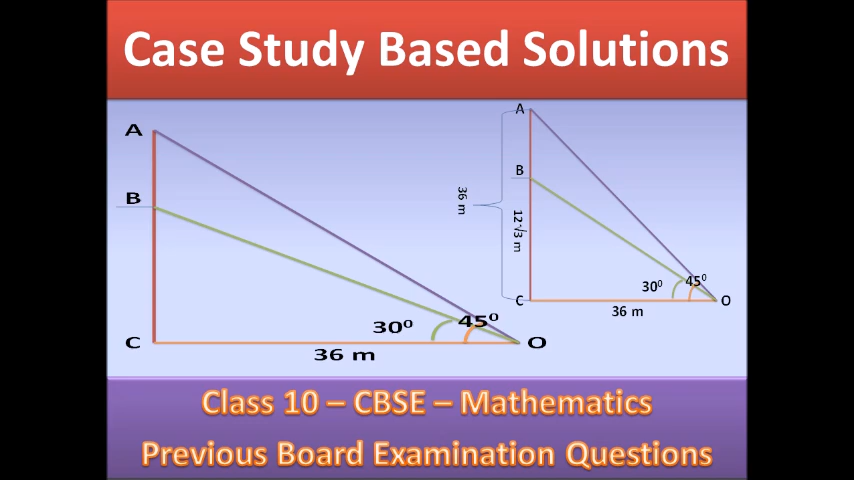 Case Study Based Solutions
A
B
C
30⁰
45⁰
O
36 m
A
B
36 m
12√3 m
30⁰
45⁰
C
O
36 m
Class 10 – CBSE – Mathematics
Previous Board Examination Questions